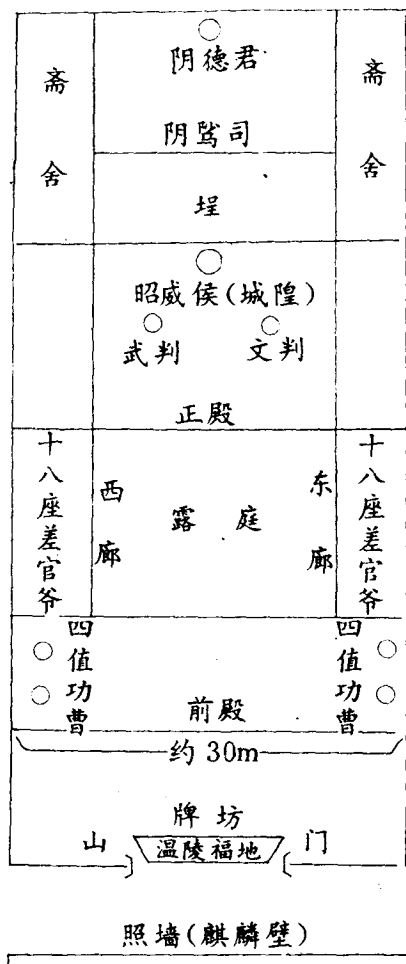 斋舍
阴德君
斋舍
阴骘司
埕
昭威侯(城隍)
武判
文判
正殿
十八座差官爷
西廊
露庭
东廊
十八座差官爷
四值功曹
四值功曹
前殿
约30m
牌坊
山
温陵福地
门
照墙(麒麟壁)